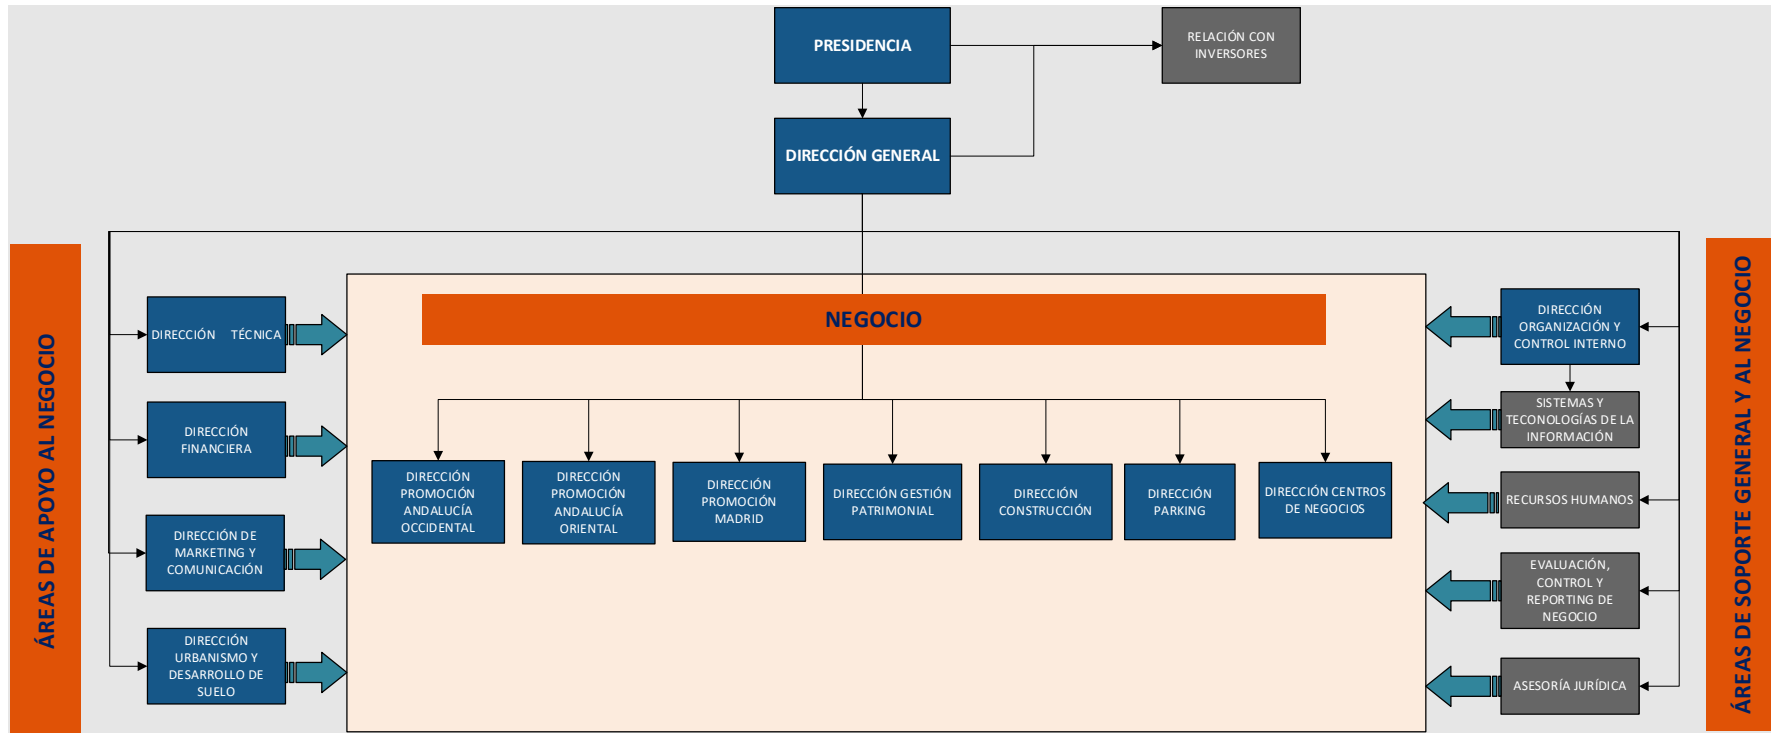 PRESIDENCIA
RELACIÓN CON
INVERSORES
DIRECCIÓN GENERAL
ÁREAS DE APOYO AL NEGOCIO
DIRECCIÓN TÉCNICA
DIRECCIÓN
FINANCIERA
DIRECCIÓN DE
MARKETING Y
COMUNICACIÓN
DIRECCIÓN
URBANISMO Y
DESARROLLO DE
SUELO
NEGOCIO
DIRECCIÓN
PROMOCIÓN
ANDALUCÍA
OCCIDENTAL
DIRECCIÓN
PROMOCIÓN
ANDALUCÍA
ORIENTAL
DIRECCIÓN
PROMOCIÓN
MADRID
DIRECCIÓN GESTIÓN
PATRIMONIAL
DIRECCIÓN
CONSTRUCCIÓN
DIRECCIÓN
PARKING
DIRECCIÓN CENTROS
DE NEGOCIOS
DIRECCIÓN
ORGANIZACIÓN Y
CONTROL INTERNO
SISTEMAS Y
TECONOLOGÍAS DE LA
INFORMACIÓN
RECURSOS HUMANOS
EVALUACIÓN,
CONTROL Y
REPORTING DE
NEGOCIO
ASESORÍA JURÍDICA
ÁREAS DE SOPORTE GENERAL Y AL NEGOCIO